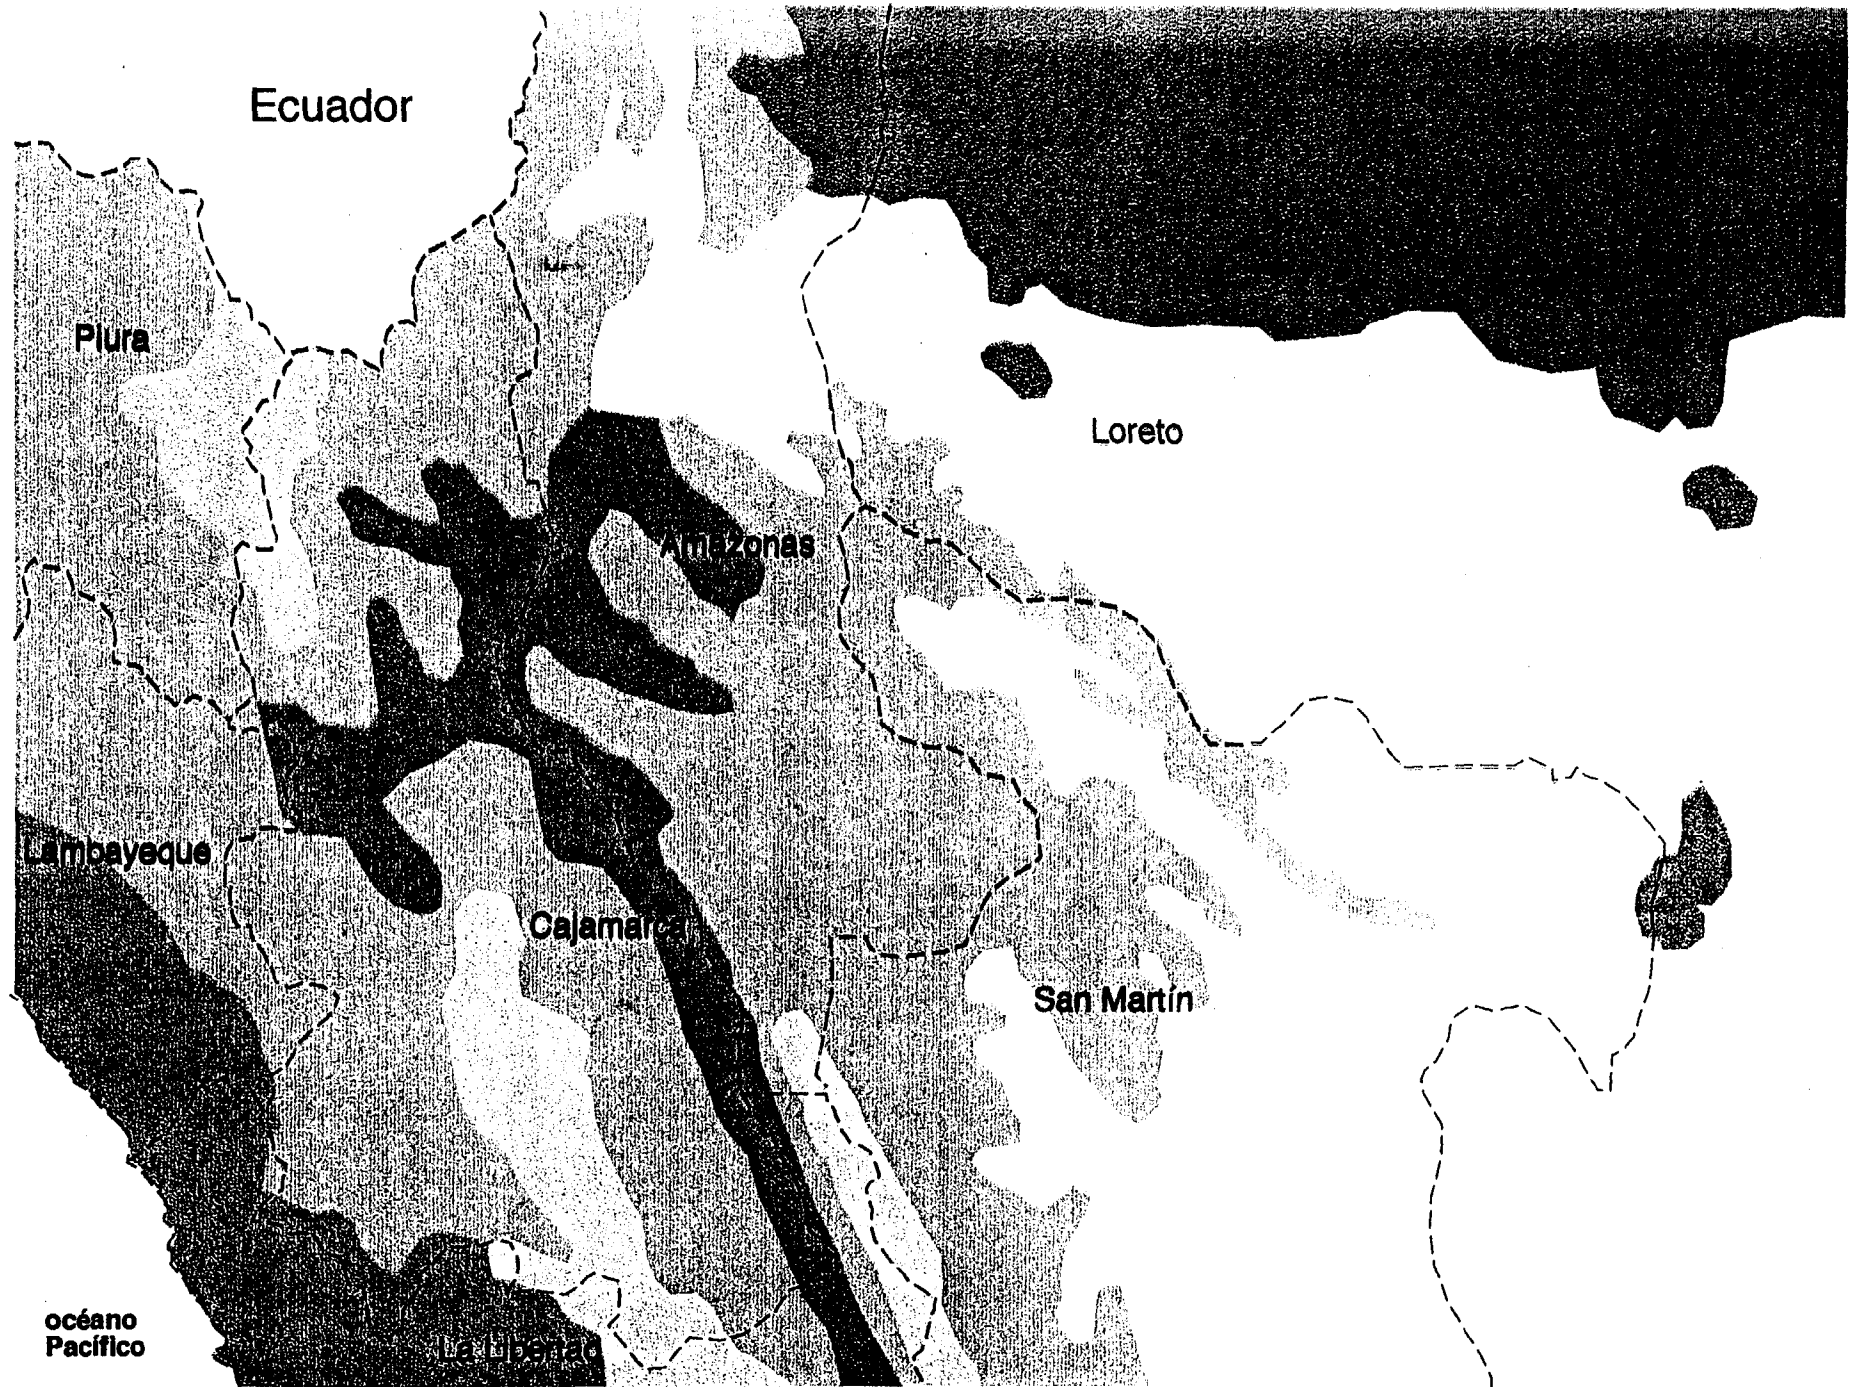 Ecuador
Piura
Loreto
Amazonas
Lambayeque
Cajamarca
San Martín
océano
Pacífico
La Libertad